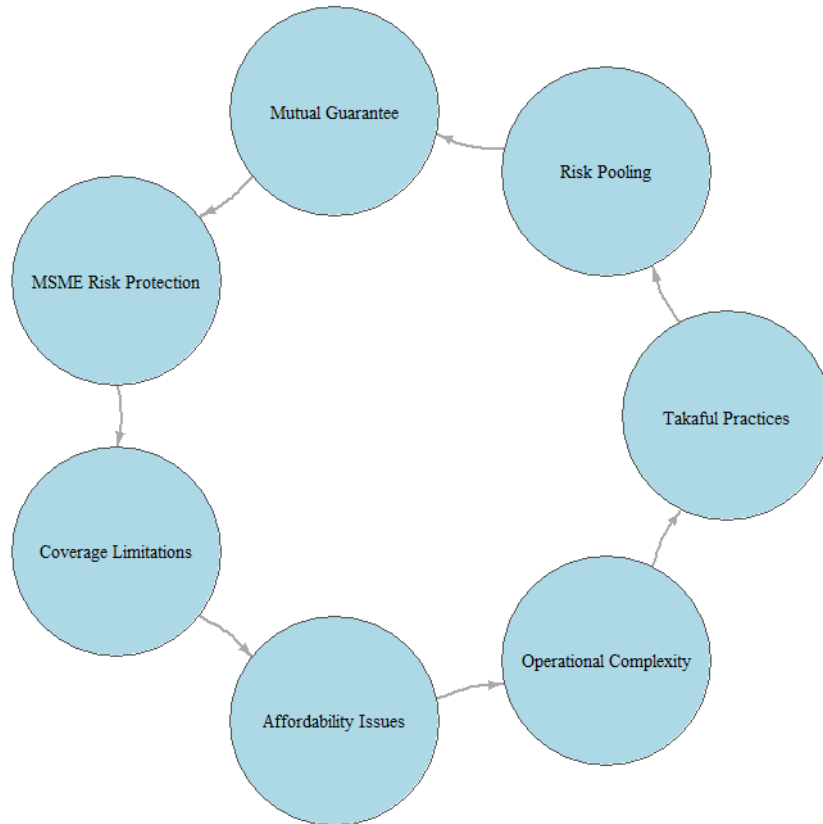 Mutual Guarantee
Risk Pooling
MSME Risk Protection
Takaful Practices
Coverage Limitations
Operational Complexity
Affordability Issues